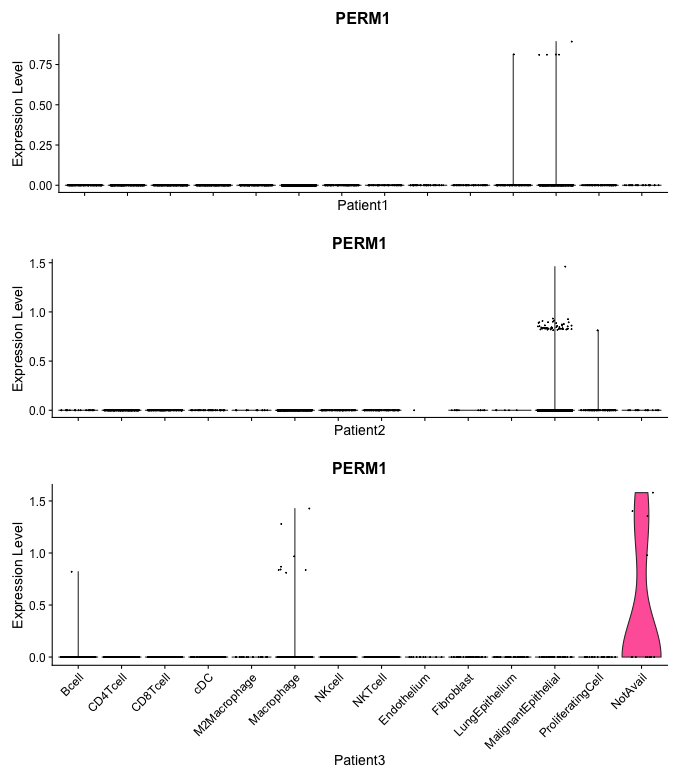 PERM1
Expression Level
0.75
0.50
0.25
0.00
Patient1
PERM1
Expression Level
1.5
1.0
0.5
0.0
Patient2
PERM1
Expression Level
1.5
1.0
0.5
0.0
Bcell
CD4Tcell
CD8Tcell
cDC
M2Macrophage
Macrophage
NKcell
NKTcell
Endothelium
Fibroblast
LungEpithelium
MalignantEpithelial
ProliferatingCell
NotAvail
Patient3